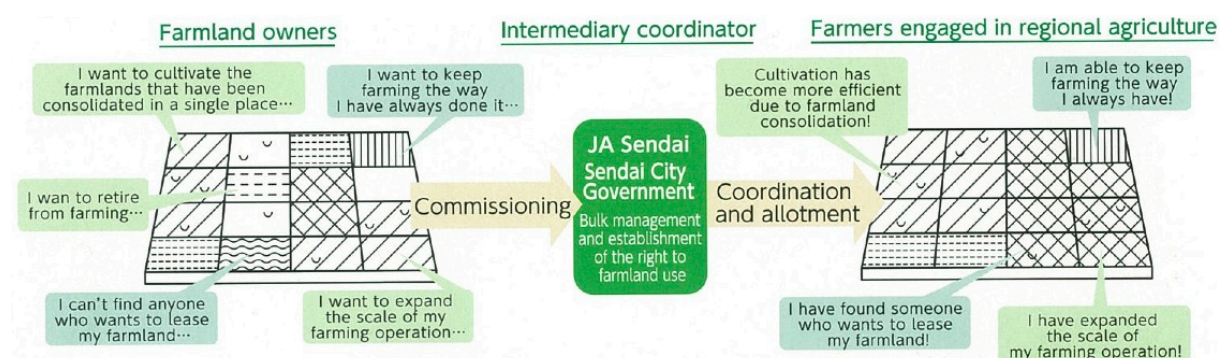 Farmland owners
Intermediary coordinator
Farmers engaged in regional agriculture
I want to cultivate the
farmlands that have been
consolidated in a single place…
I want to keep
farming the way
I have always done it…
I wan to retire
from farming…
I can't find anyone
who wants to lease
my farmland…
I want to expand
the scale of my
farming operation…
Commissioning
JA Sendai
Sendai City
Government
Bulk management
and establishment
of the right to
farmland use
Coordination
and allotment
Cultivation has
become more efficient
due to farmland
consolidation!
I am able to keep
farming the way
I always have!
I have found someone
who wants to lease
my farmland!
I have expanded
the scale of
my farming operation!